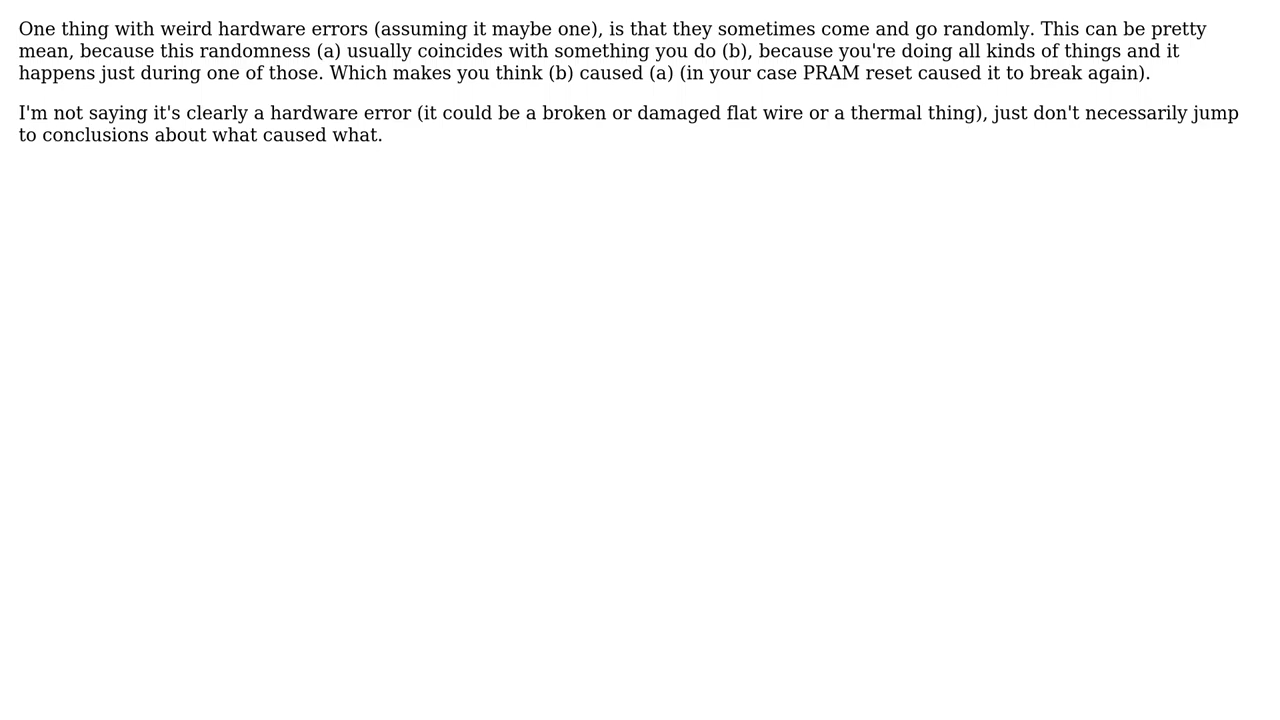 One thing with weird hardware errors (assuming it maybe one), is that they sometimes come and go randomly. This can be pretty
mean, because this randomness (a) usually coincides with something you do (b), because you're doing all kinds of things and it
happens just during one of those. Which makes you think (b) caused (a) (in your case PRAM reset caused it to break again).
I'm not saying it's clearly a hardware error (it could be a broken or damaged flat wire or a thermal thing), just don't necessarily jump
to conclusions about what caused what.